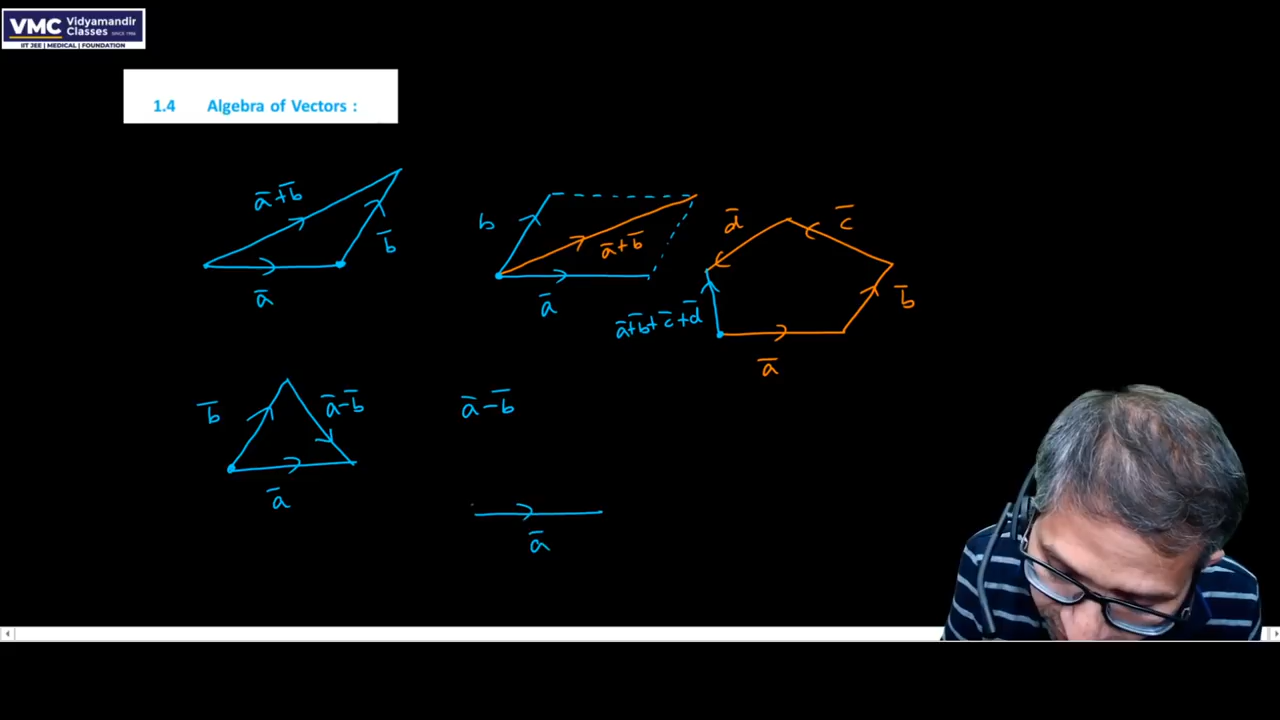 VMC Vidyamandir
Classes
SINCE 1986
IIT JEE | MEDICAL | FOUNDATION
1.4 Algebra of Vectors :
a̅+b̅
b̅
a̅
b
a̅+b̅
a̅
d̅
c̅
a̅+b̅+c̅+d̅
b̅
a̅
b̅
a̅-b̅
a̅
a̅-b̅
a̅